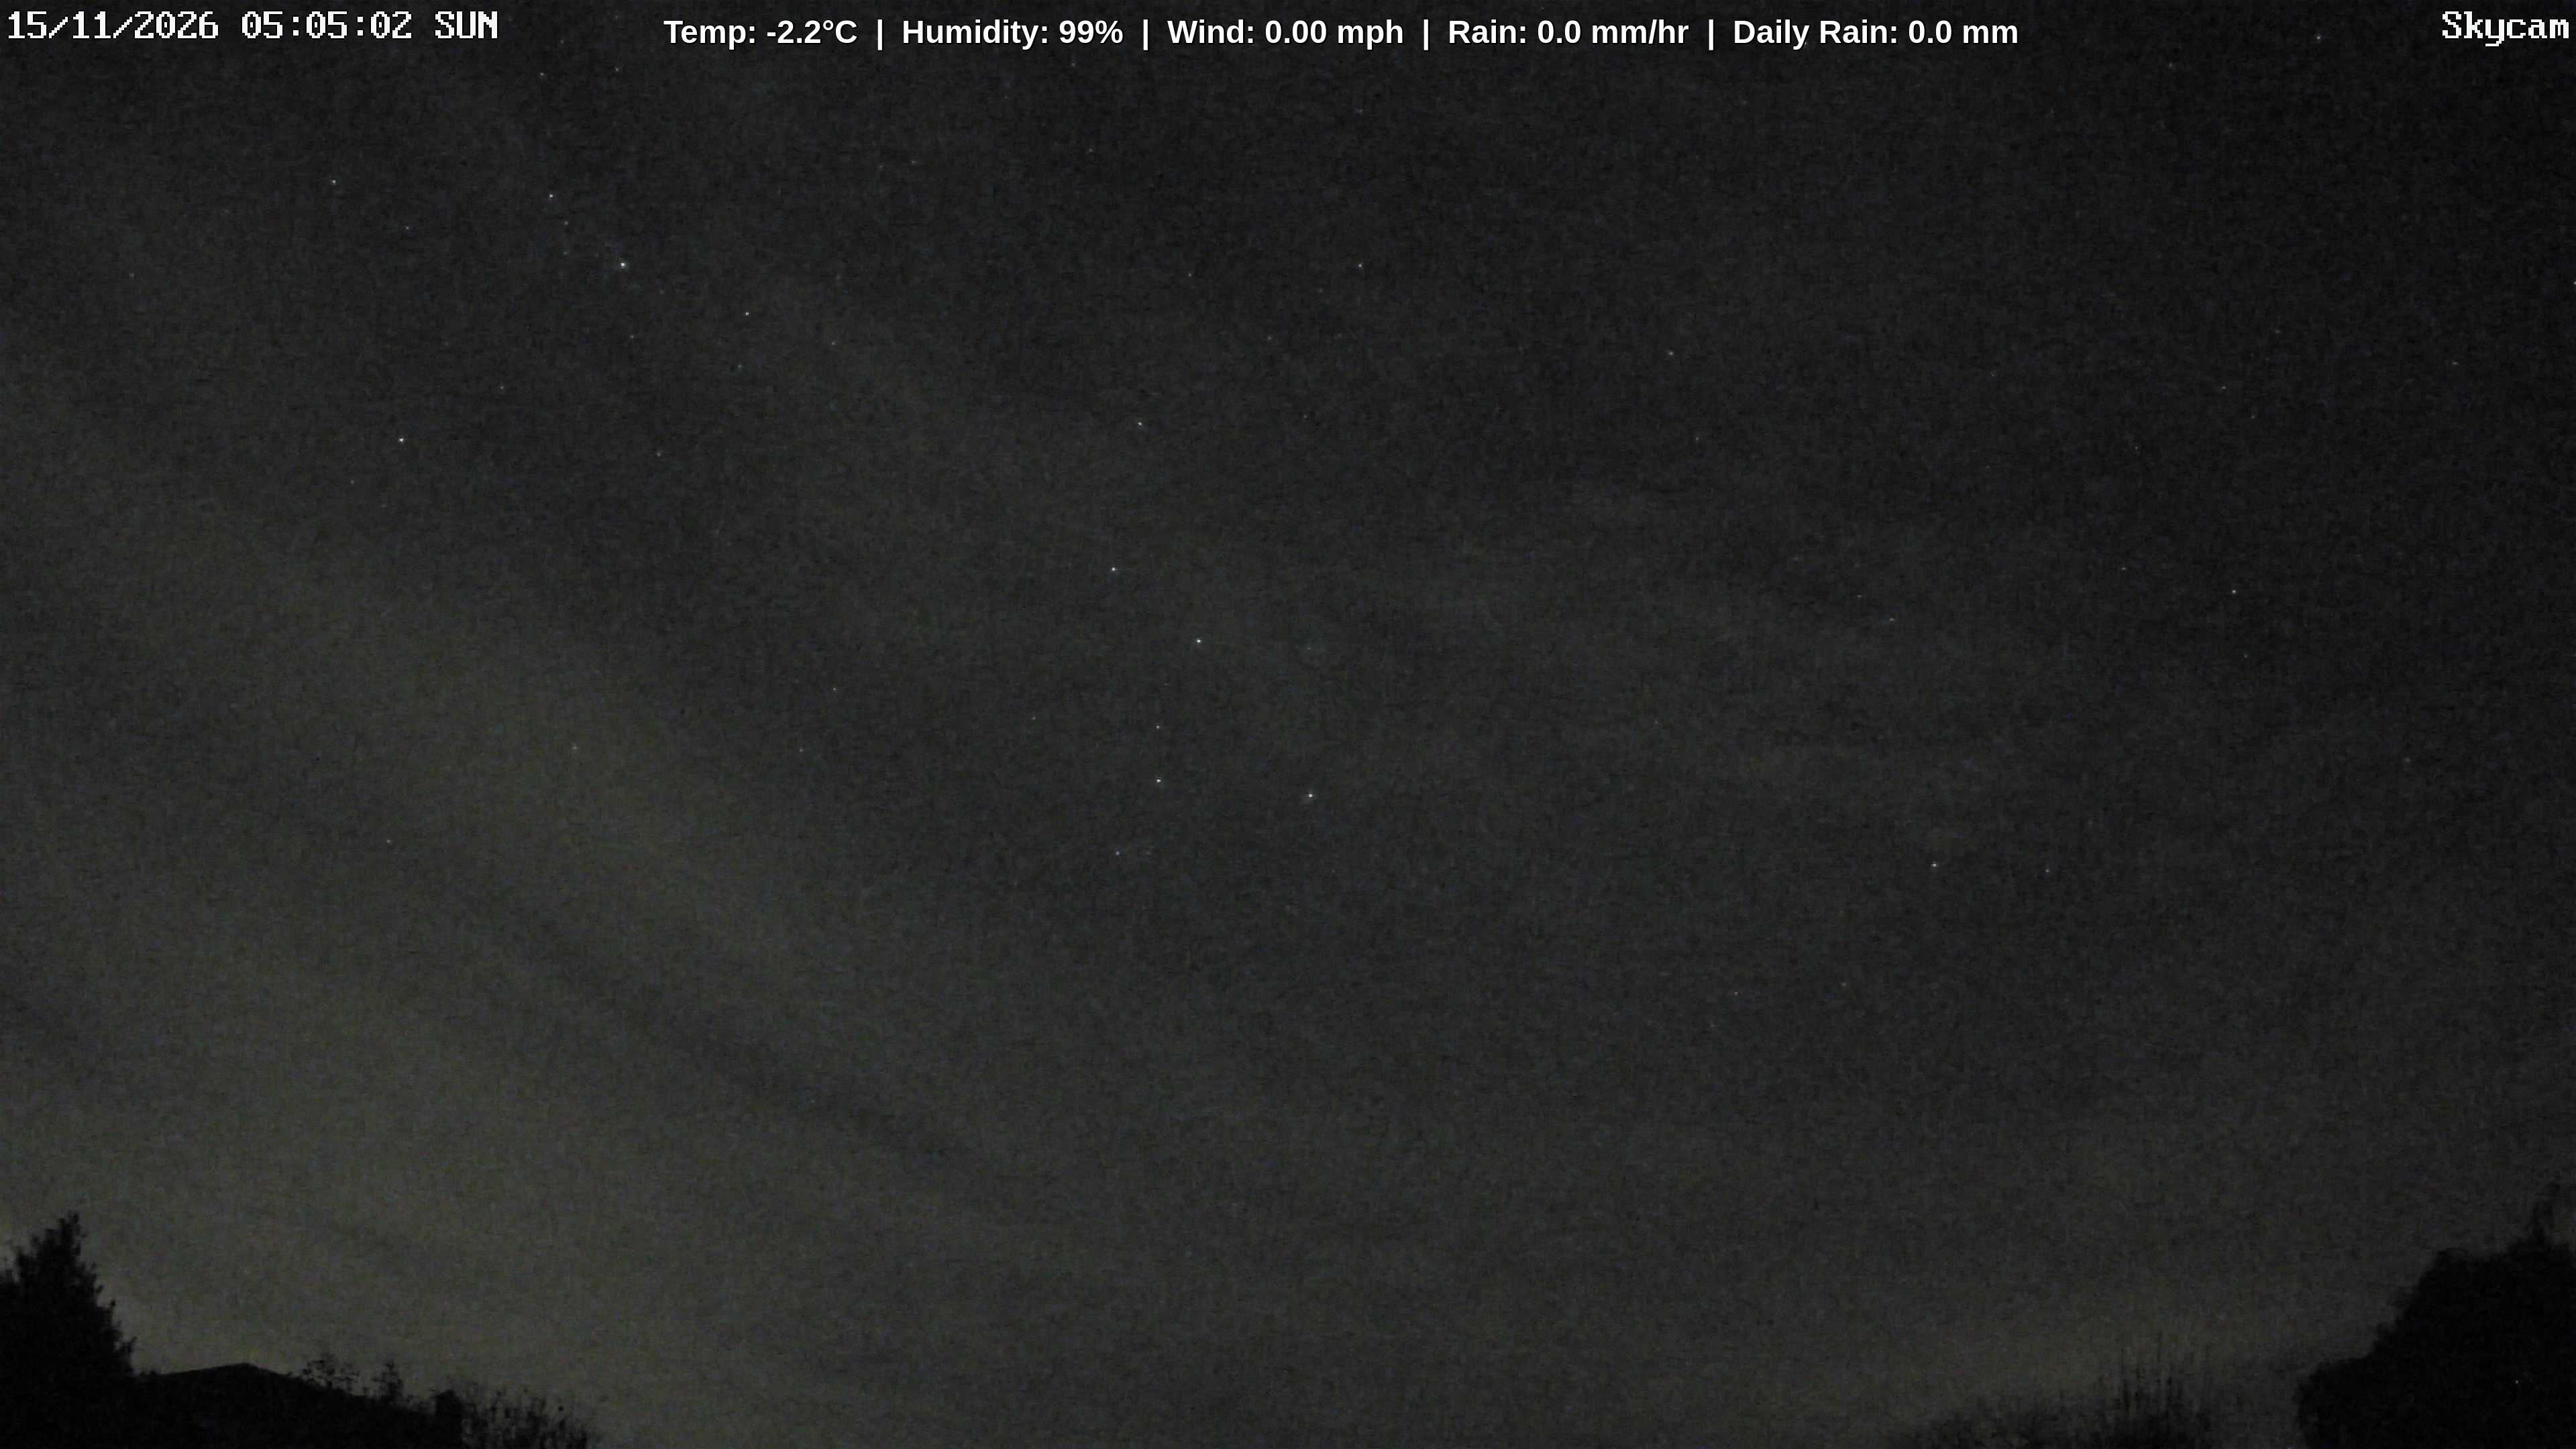 15/11/2026 05:05:02 SUN
Temp: -2.2°C | Humidity: 99% | Wind: 0.00 mph | Rain: 0.0 mm/hr | Daily Rain: 0.0 mm
Skycam